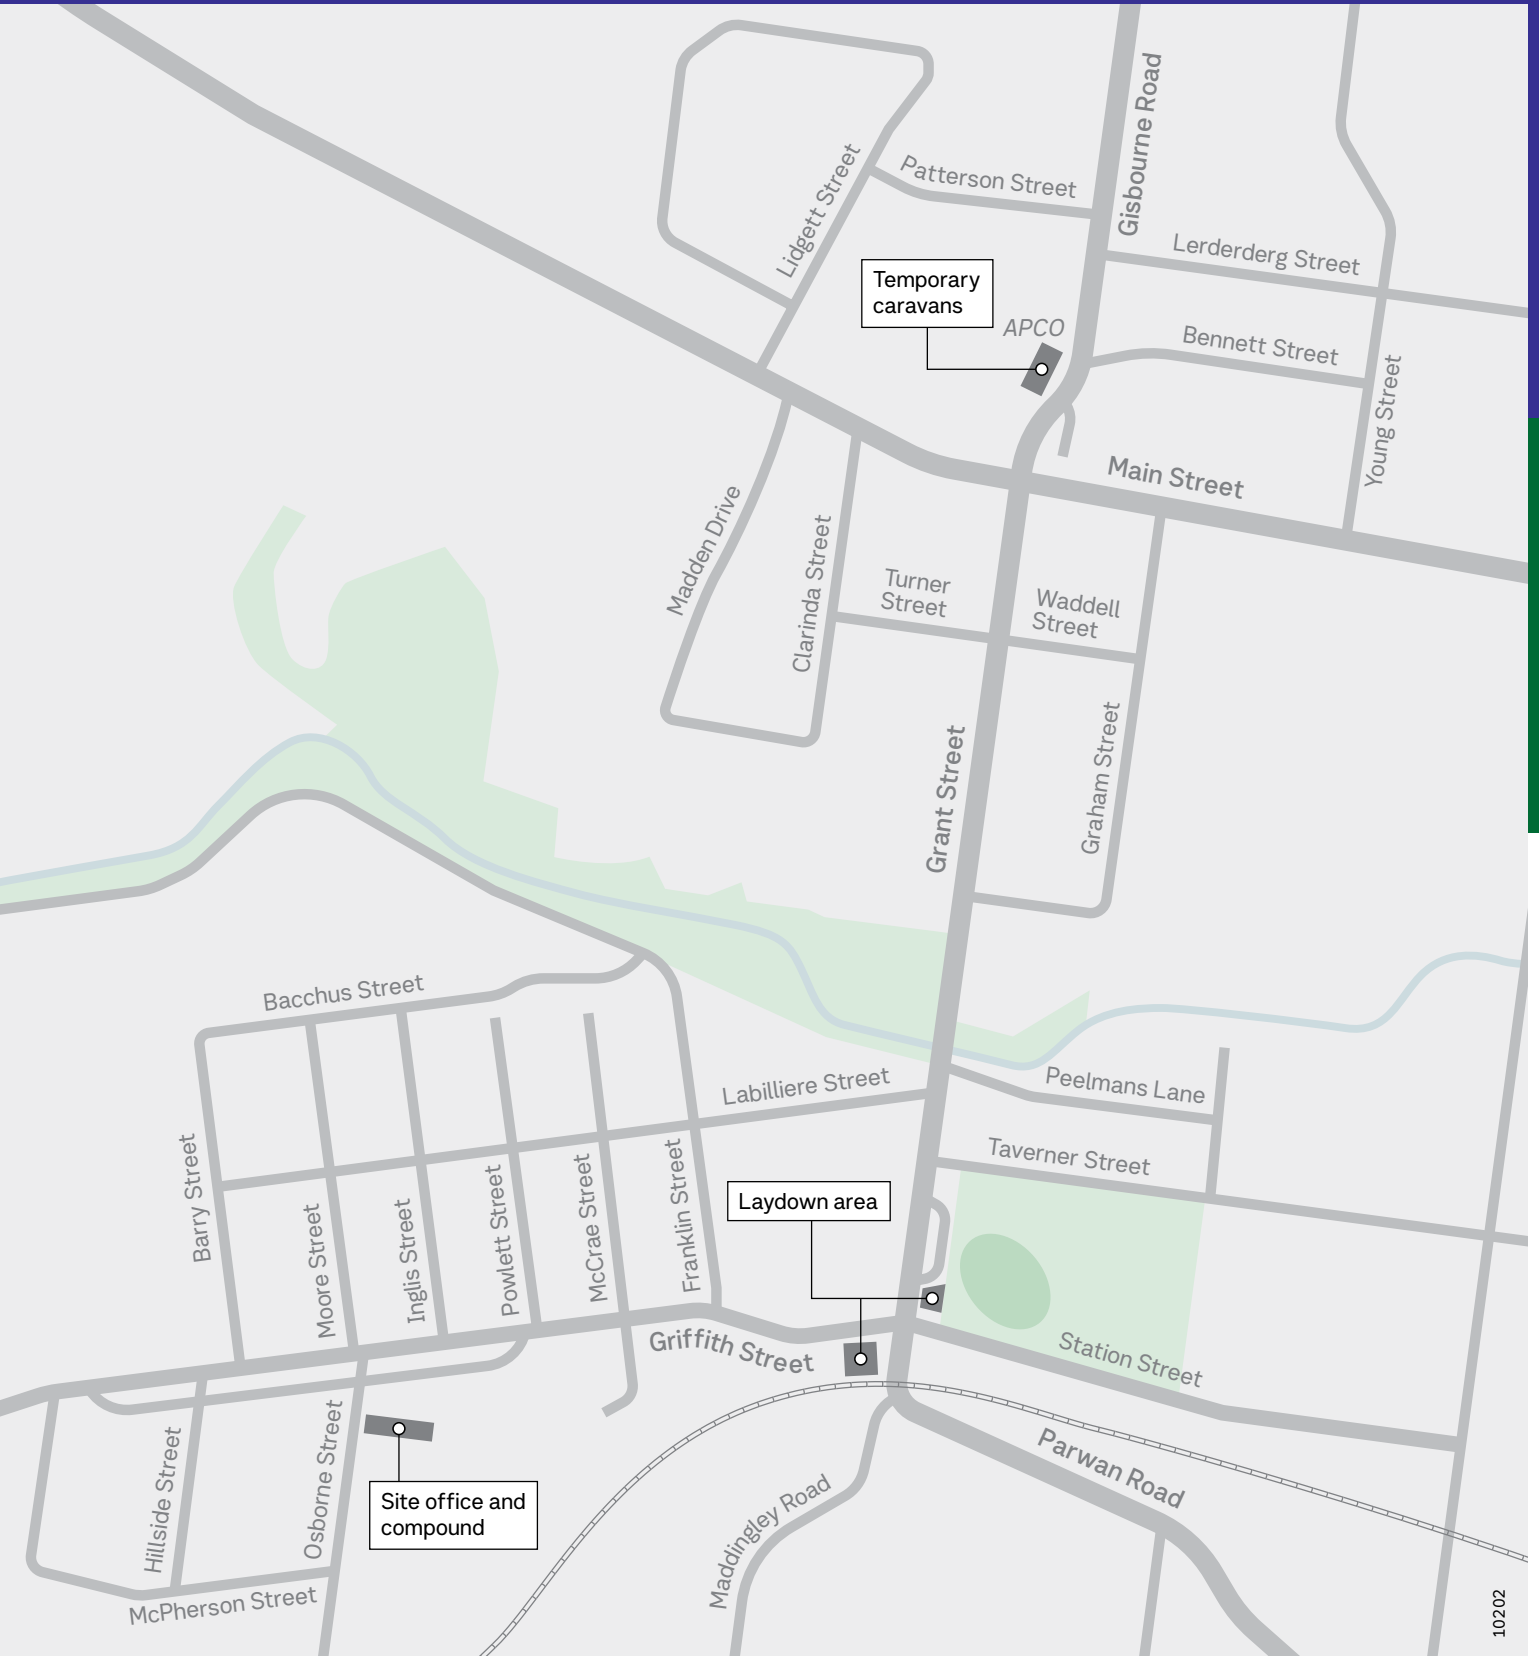 Gisbourne Road
Lidgett Street
Patterson Street
Lerderderg Street
Temporary
caravans
APCO
Bennett Street
Young Street
Main Street
Madden Drive
Clarinda Street
Turner
Street
Waddell
Street
Grant Street
Graham Street
Bacchus Street
Labilliere Street
Peelmans Lane
Taverner Street
Barry Street
Moore Street
Inglis Street
Powlett Street
McCrae Street
Franklin Street
Laydown area
Griffith Street
Station Street
Hillside Street
Osborne Street
Site office and
compound
Maddingley Road
Parwan Road
McPherson Street
10202